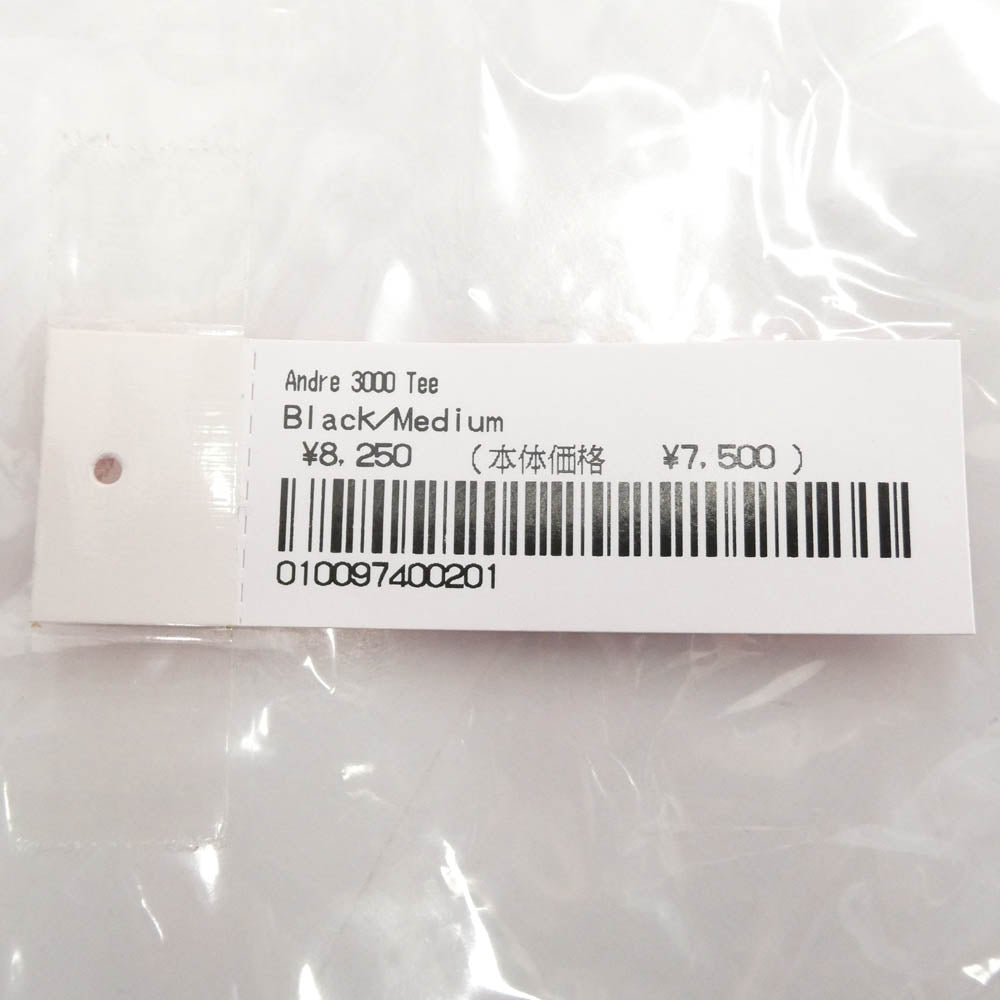 Andre 3000 Tee
Black/Medium
¥8,250 (本体価格 ¥7,500)
010097400201